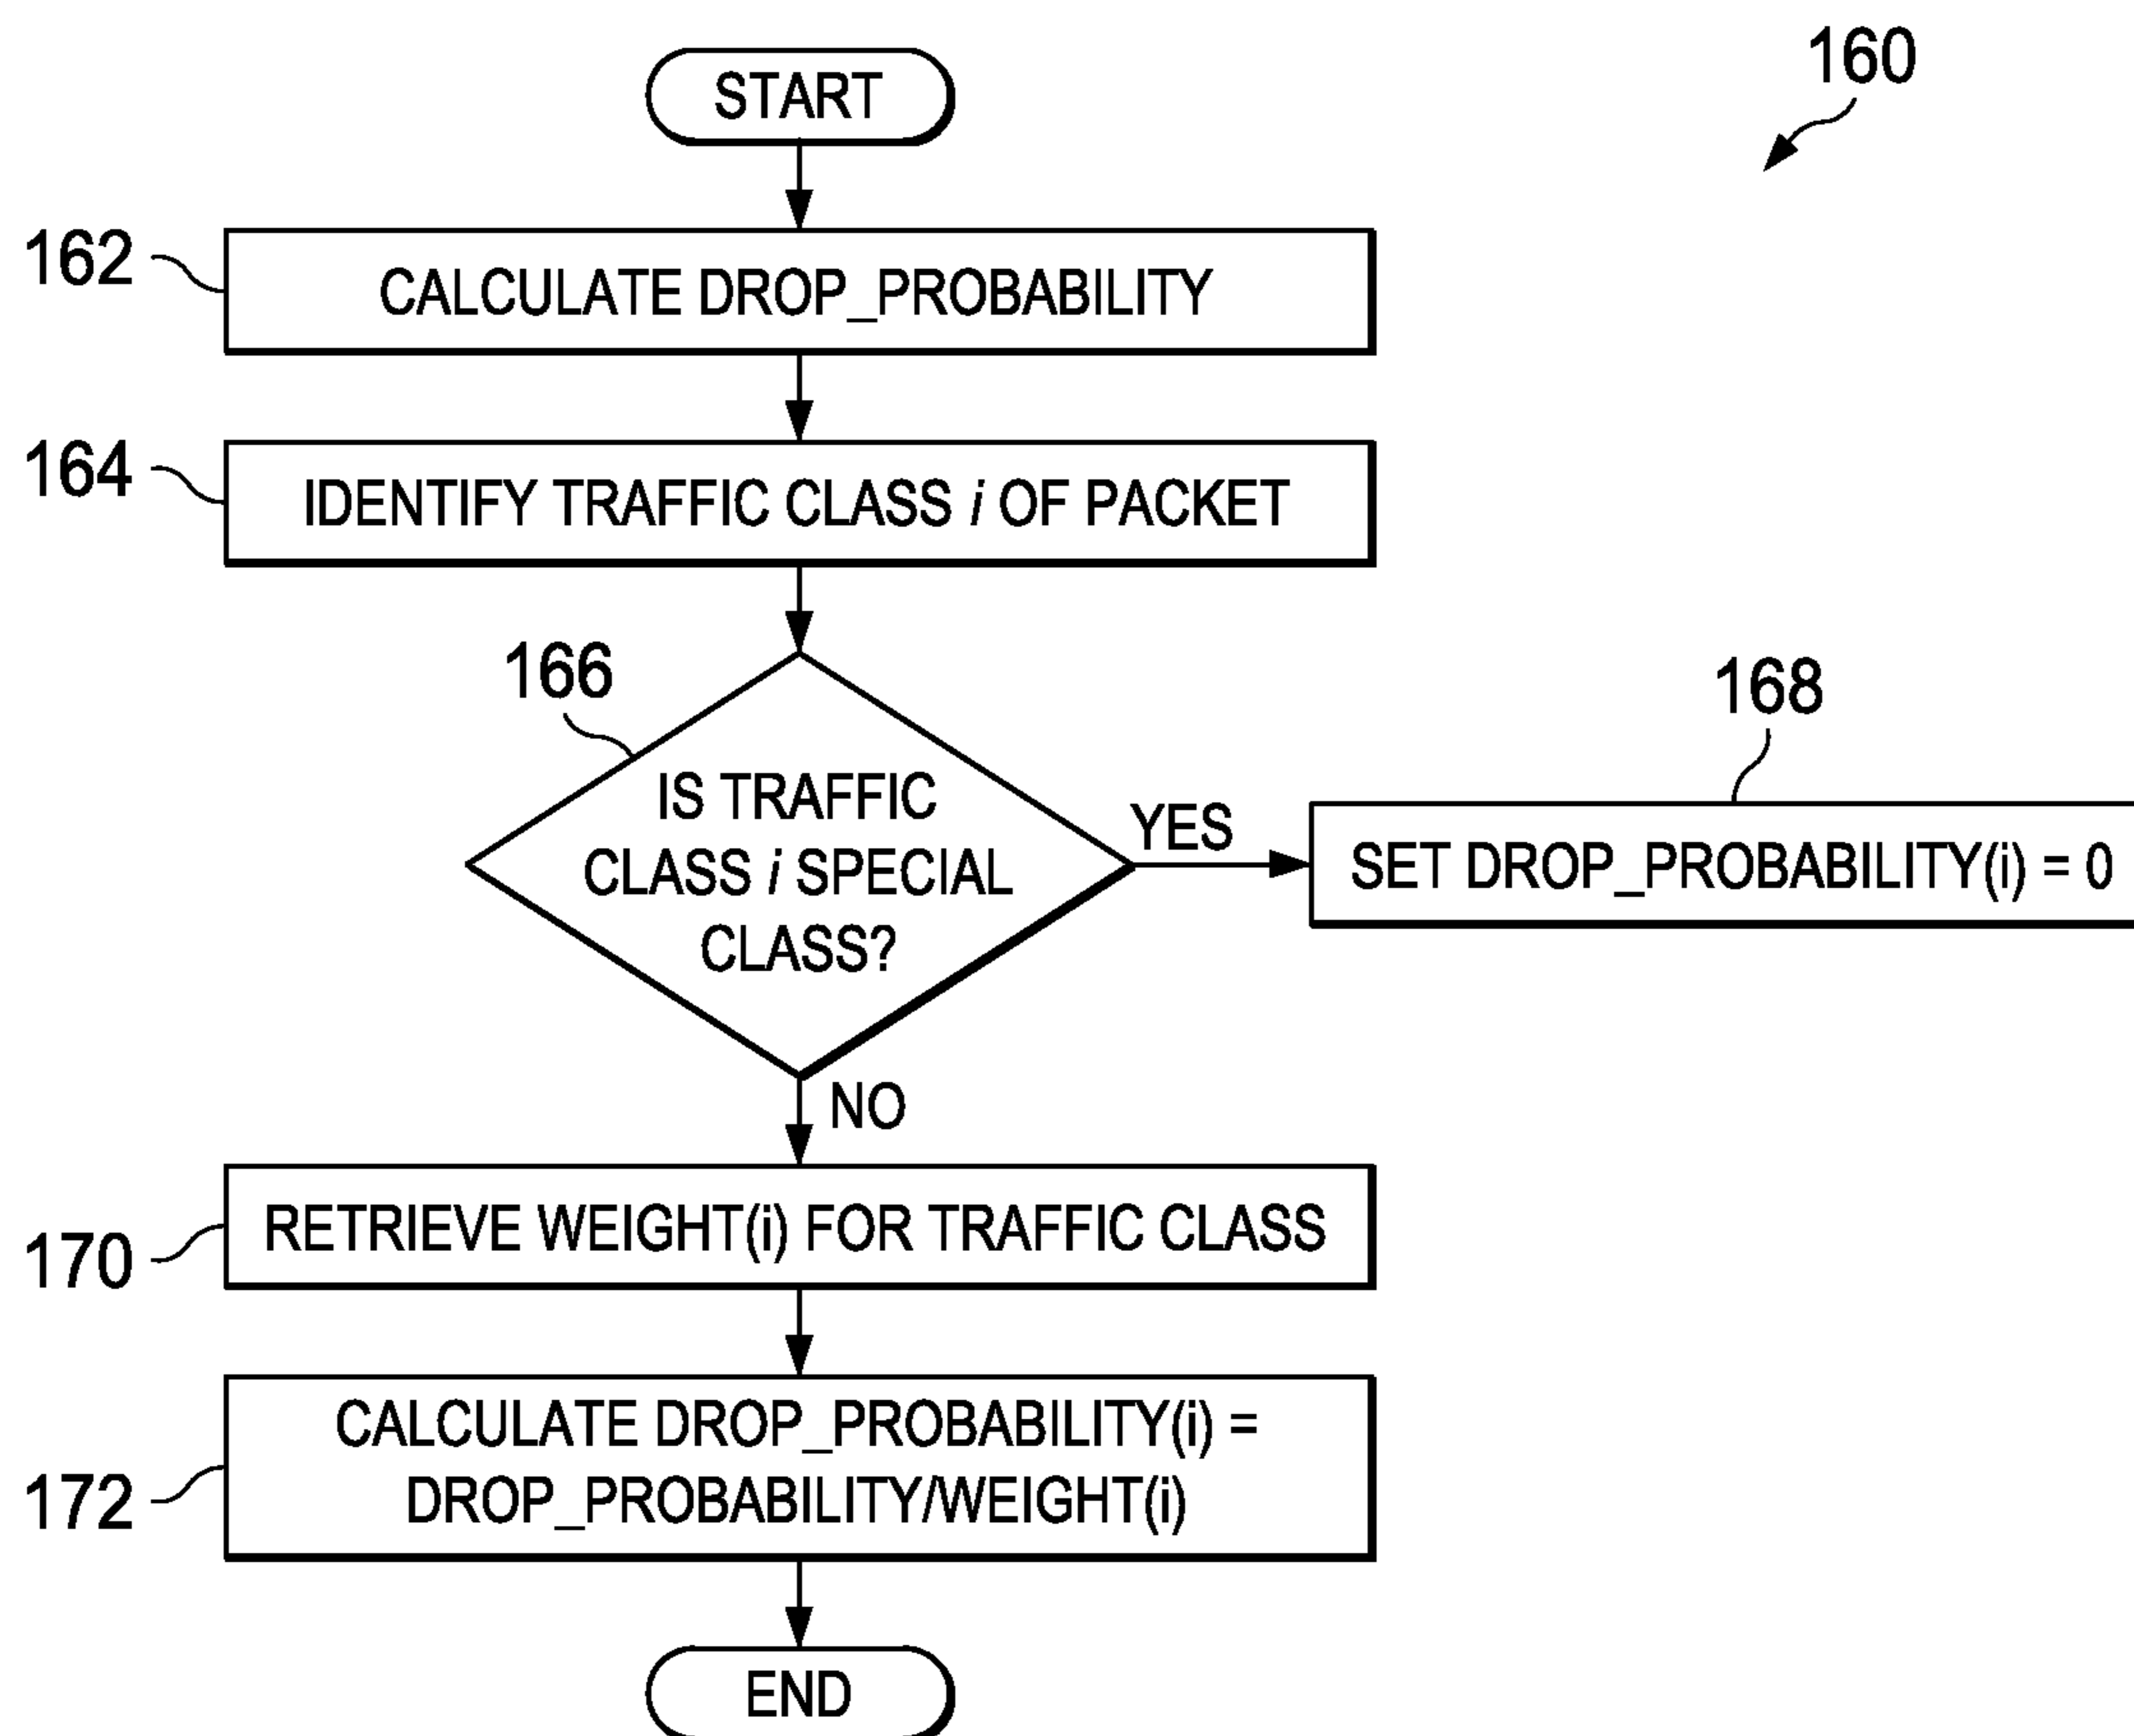 START
160
162
CALCULATE DROP_PROBABILITY
164
IDENTIFY TRAFFIC CLASS i OF PACKET
166
IS TRAFFIC
CLASS i SPECIAL
CLASS?
YES
168
SET DROP_PROBABILITY(i) = 0
NO
170
RETRIEVE WEIGHT(i) FOR TRAFFIC CLASS
172
CALCULATE DROP_PROBABILITY(i) =
DROP_PROBABILITY/WEIGHT(i)
END